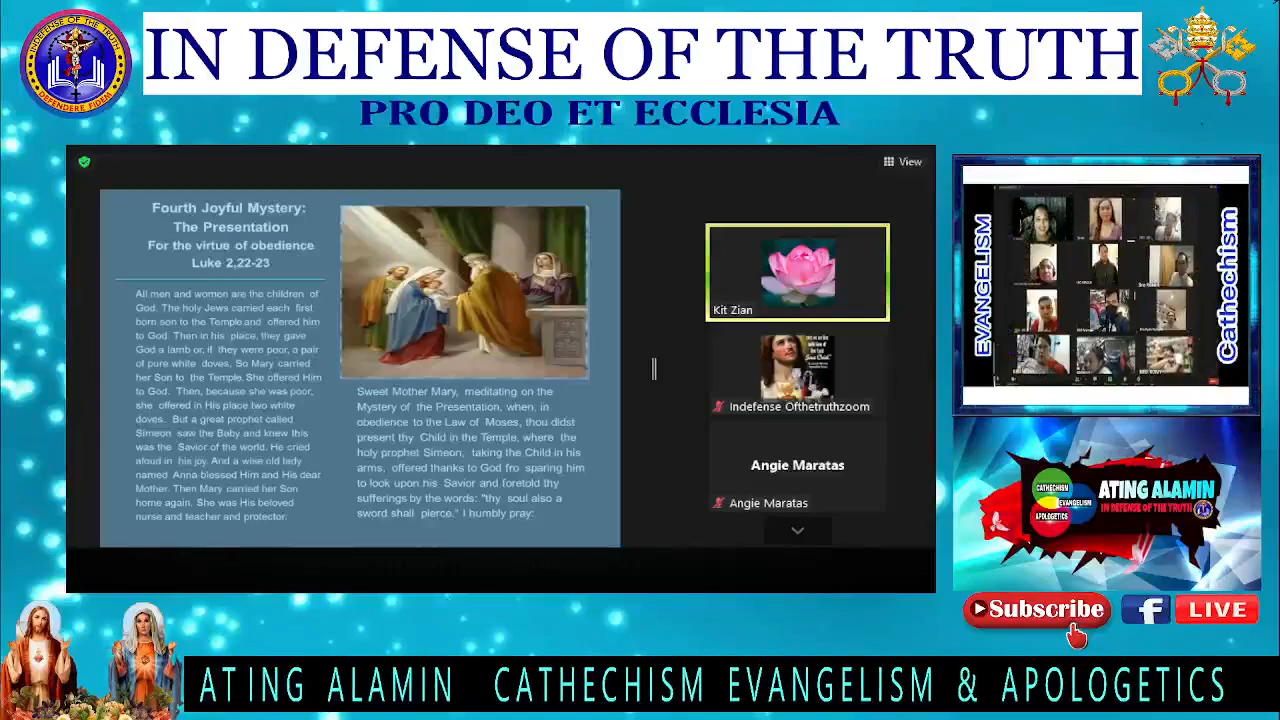 INDEFENSE OF THE TRUTH
DEFENDERE FIDEM
IN DEFENSE OF THE TRUTH
PRO DEO ET ECCLESIA
View
Fourth Joyful Mystery:
The Presentation
For the virtue of obedience
Luke 2,22-23
All men and women are the children of
God. The holy Jews carried each first
born son to the Temple and offered him
to God. Then in his place, they gave
God a lamb or, if they were poor, a pair
of pure white doves, So Mary carried
her Son to the Temple. She offered Him
to God. Then, because she was poor,
she offered in His place two white
doves. But a great prophet called
Simeon saw the Baby and knew this
was the Savior of the world. He cried
aloud in his joy. And a wise old lady
named Anna blessed Him and His dear
Mother. Then Mary carried her Son
home again. She was His beloved
nurse and teacher and protector.
Sweet Mother Mary, meditating on the
Mystery of the Presentation, when, in
obedience to the Law of Moses, thou didst
present thy Child in the Temple, where the
holy prophet Simeon, taking the Child in his
arms, offered thanks to God fro sparing him
to look upon his Savior and foretold thy
sufferings by the words: "thy soul also a
sword shall pierce." I humbly pray:
Kit Zian
Indefense Ofthetruthzoom
Angie Maratas
Angie Maratas
EVANGELISM
Cathechism
CATHECHISM
EVANGELISM
APOLOGETICS
ATING ALAMIN
IN DEFENSE OF THE TRUTH
Subscribe
f
LIVE
ATING ALAMIN CATHECHISM EVANGELISM & APOLOGETICS